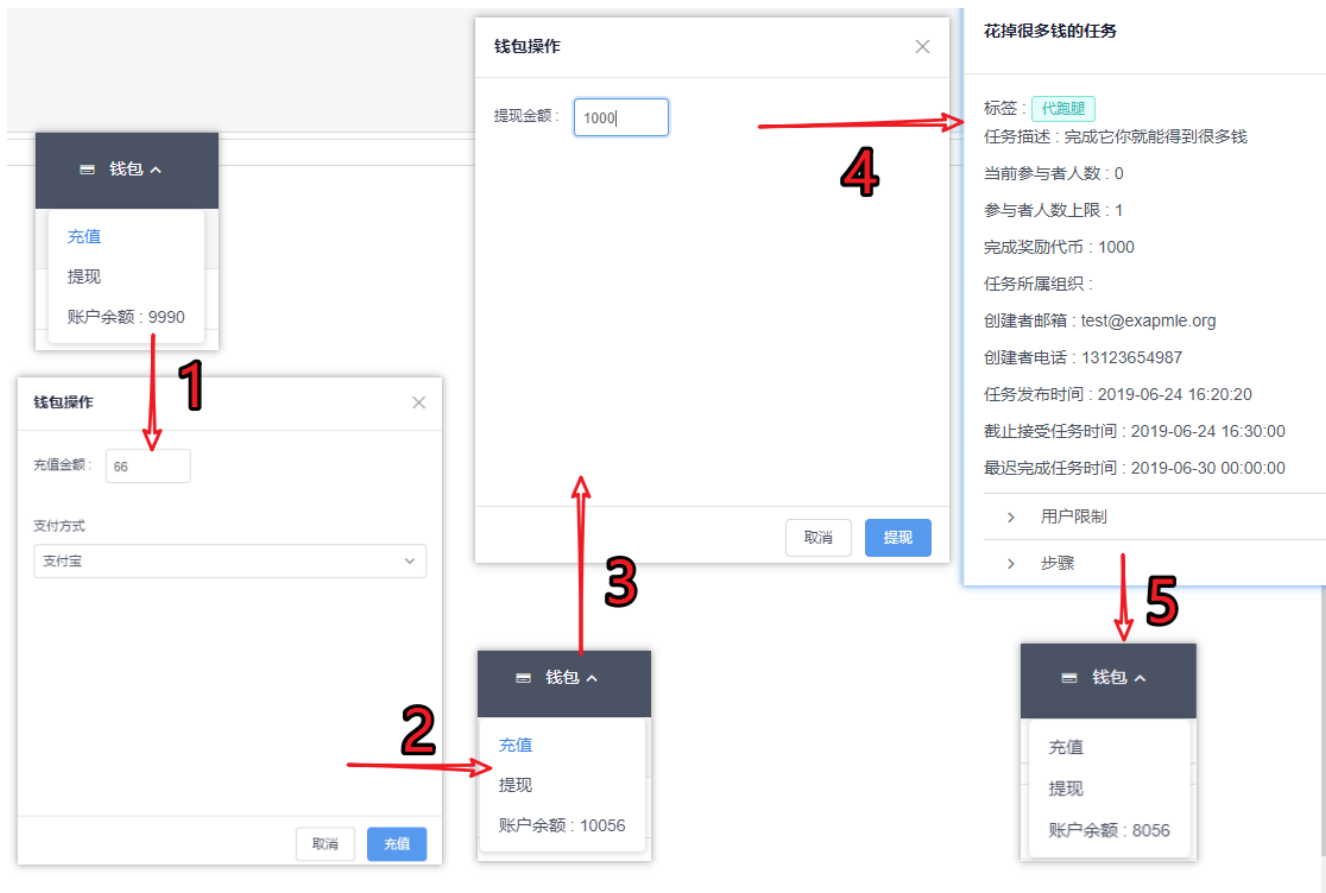 钱包
充值
提现
账户余额 : 9990
1
钱包操作
充值金额 :
66
支付方式
支付宝
取消
充值
2
钱包
充值
提现
账户余额 : 10056
3
钱包操作
提现金额 :
1000
取消
提现
4
花掉很多钱的任务
标签 : 代跑腿
任务描述 : 完成它你就能得到很多钱
当前参与者人数 : 0
参与者人数上限 : 1
完成奖励代币 : 1000
任务所属组织 :
创建者邮箱 : test@exapmle.org
创建者电话 : 13123654987
任务发布时间 : 2019-06-24 16:20:20
截止接受任务时间 : 2019-06-24 16:30:00
最迟完成任务时间 : 2019-06-30 00:00:00
用户限制
步骤
5
钱包
充值
提现
账户余额 : 8056